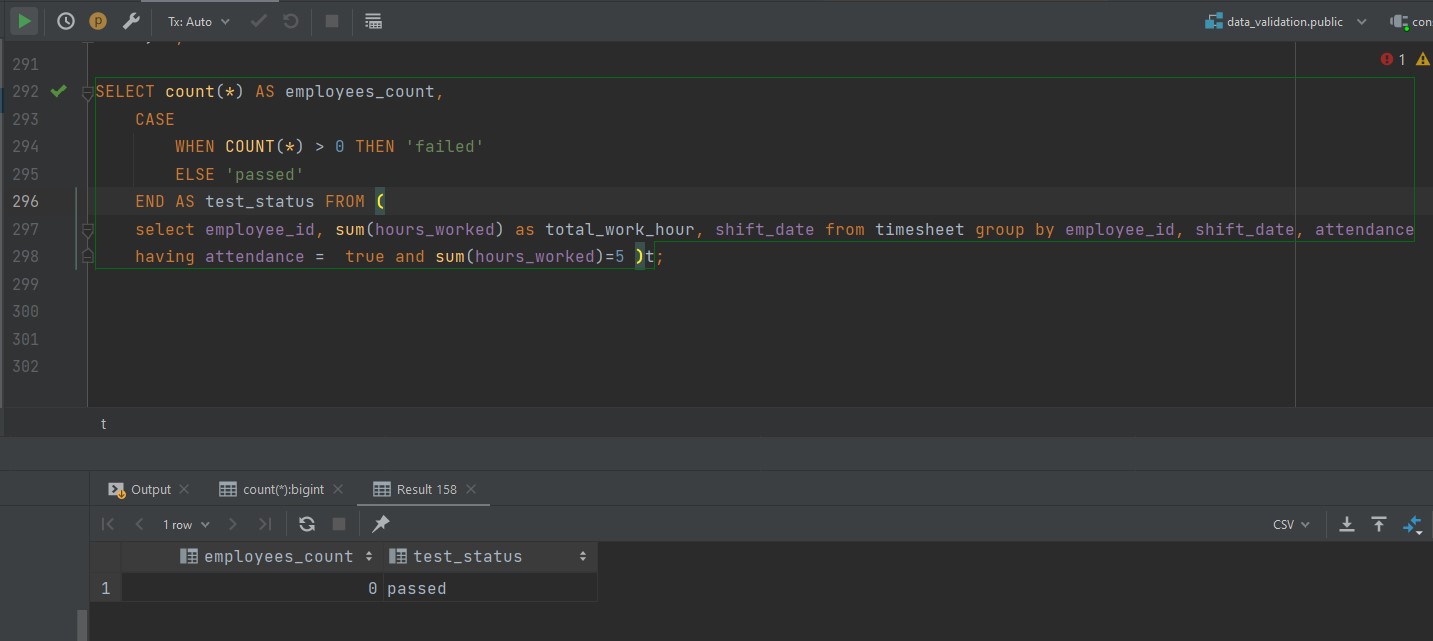 Tx: Auto
data_validation.public
con
1
291
292 SELECT count(*) AS employees_count,
293 CASE
294 WHEN COUNT(*) > 0 THEN 'failed'
295 ELSE 'passed'
296 END AS test_status FROM (
297 select employee_id, sum(hours_worked) as total_work_hour, shift_date from timesheet group by employee_id, shift_date, attendance
298 having attendance =  true and sum(hours_worked)=5 )t;
299
300
301
302
t
Output
count(*):bigint
Result 158
1 row
CSV
employees_count test_status
1 0 passed